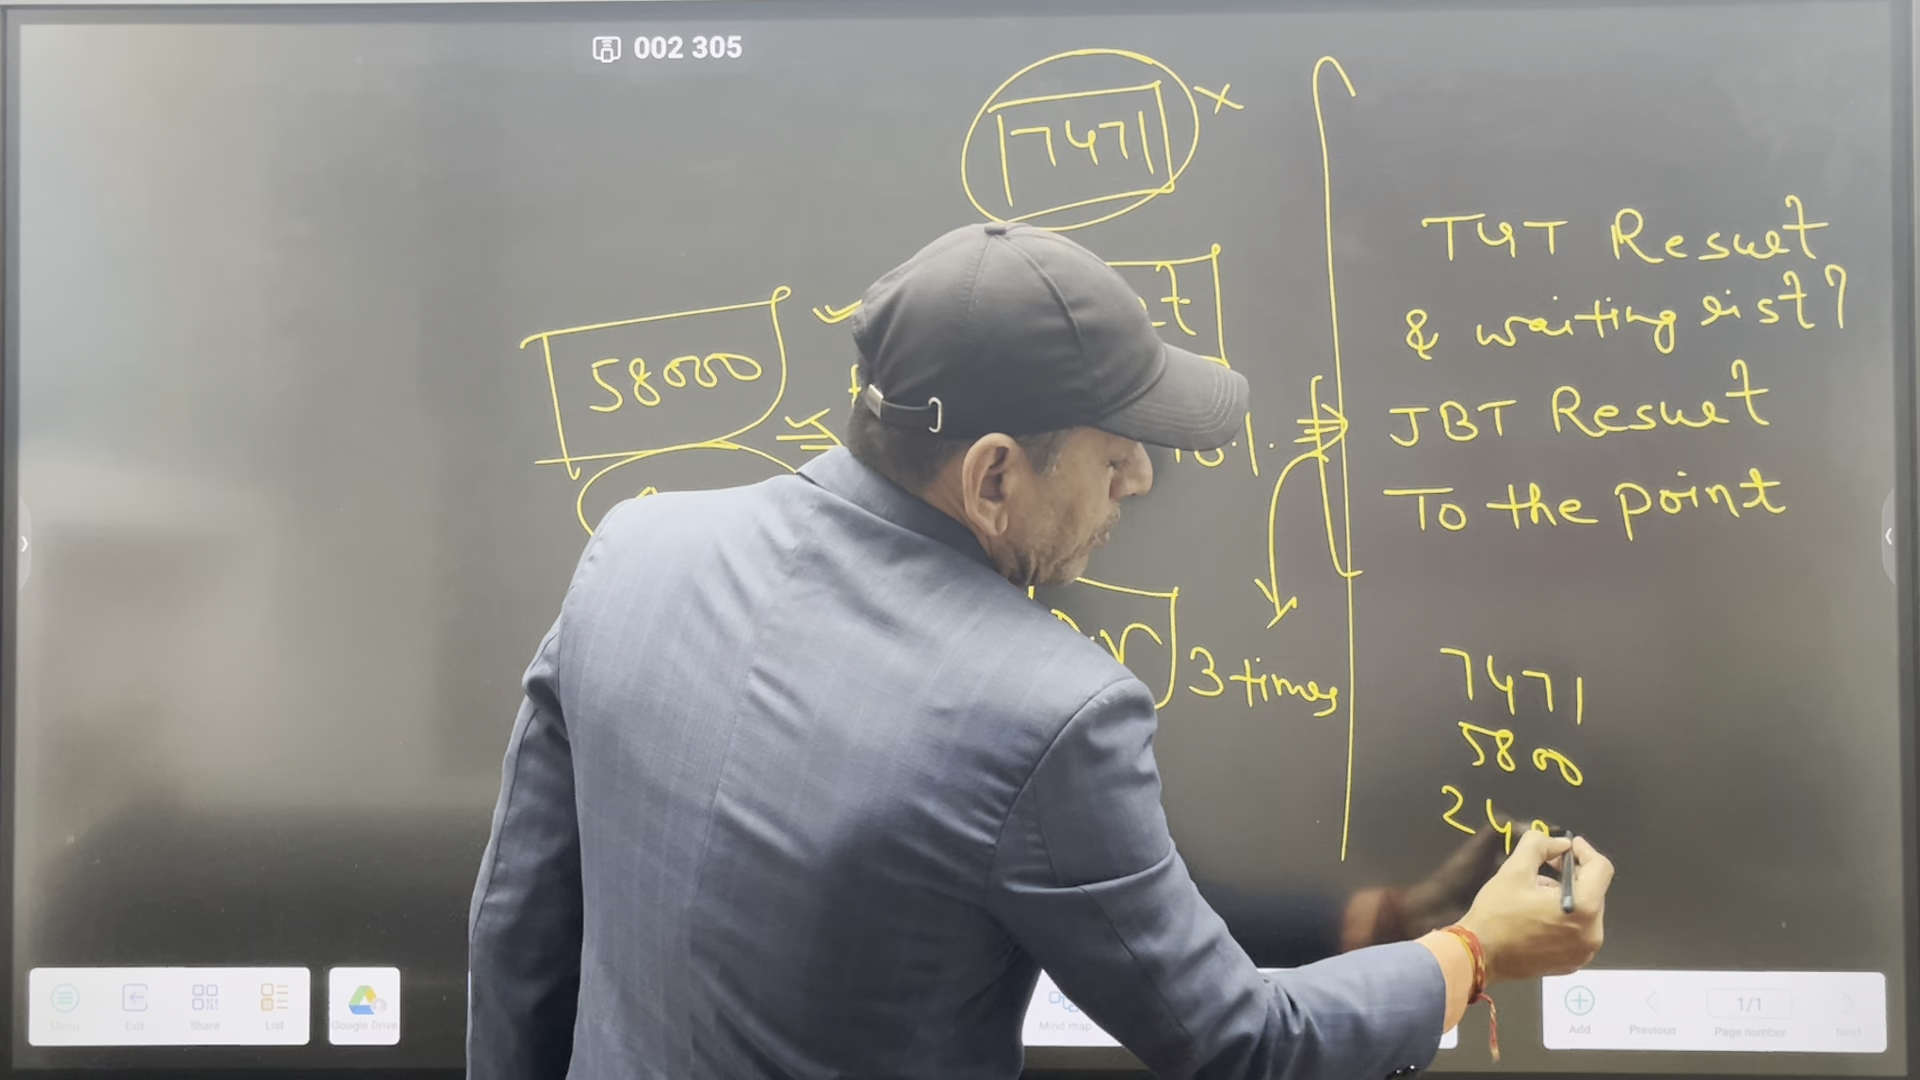 002 305
7471 x
58000
3 times
TGT Result
& waiting list?
JBT Result
To the point
7471
5800
Menu
Exit
Share
List
Google Drive
Mind map
Add
Previous
1/1
Page number
Next